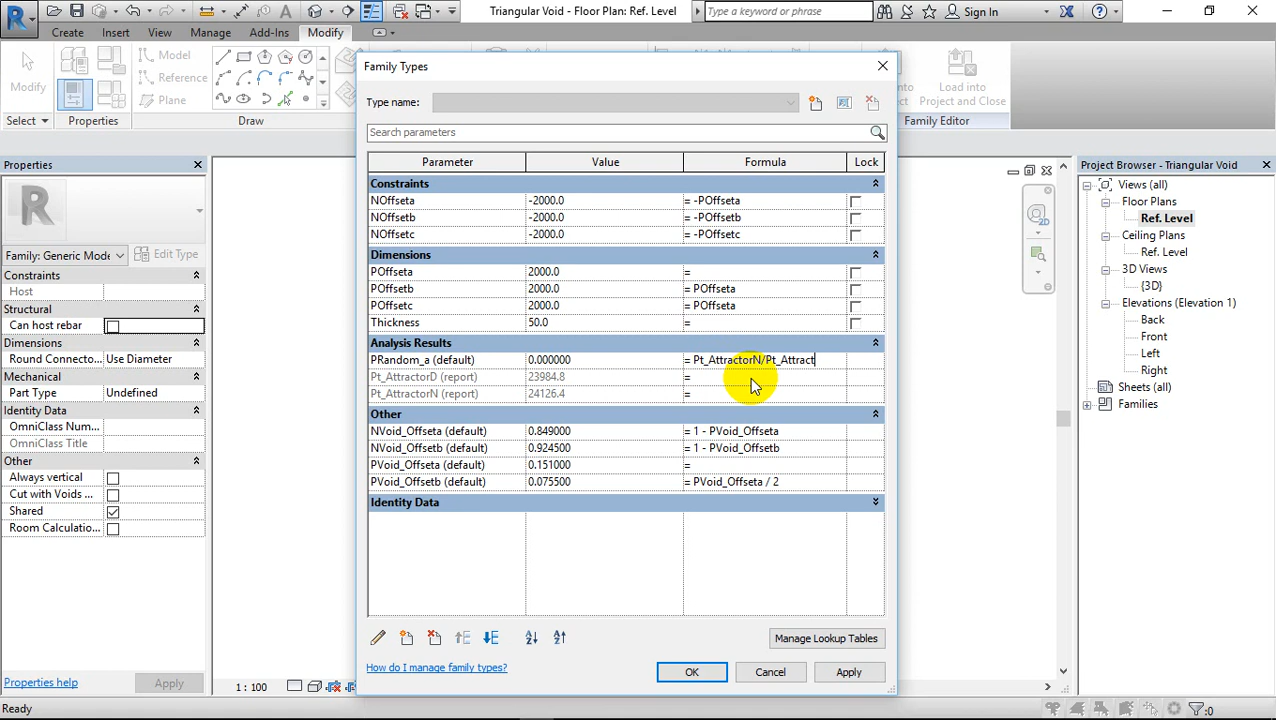 Triangular Void - Floor Plan: Ref. Level
Type a keyword or phrase
Sign In
Create Insert View Manage Add-Ins Modify
Modify
Model
Reference
Plane
Load into
Project and Close
Select Properties Draw Family Editor
Properties
Family: Generic Mode
Edit Type
Constraints
Host
Structural
Can host rebar
Dimensions
Round Connecto... Use Diameter
Mechanical
Part Type Undefined
Identity Data
OmniClass Num...
OmniClass Title
Other
Always vertical
Cut with Voids ...
Shared
Room Calculatio...
Properties help
Apply
Family Types
Type name:
Search parameters
Parameter Value Formula Lock
Constraints
NOffseta -2000.0 = -POffseta
NOffsetb -2000.0 = -POffsetb
NOffsetc -2000.0 = -POffsetc
Dimensions
POffseta 2000.0 =
POffsetb 2000.0 = POffseta
POffsetc 2000.0 = POffseta
Thickness 50.0 =
Analysis Results
PRandom_a (default) 0.000000 = Pt_AttractorN/Pt_Attract
Pt_AttractorD (report) 23984.8 =
Pt_AttractorN (report) 24126.4 =
Other
NVoid_Offseta (default) 0.849000 = 1 - PVoid_Offseta
NVoid_Offsetb (default) 0.924500 = 1 - PVoid_Offsetb
PVoid_Offseta (default) 0.151000 =
PVoid_Offsetb (default) 0.075500 = PVoid_Offseta / 2
Identity Data
Manage Lookup Tables
How do I manage family types?
OK Cancel Apply
1 : 100
Project Browser - Triangular Void
Views (all)
Floor Plans
Ref. Level
Ceiling Plans
Ref. Level
3D Views
{3D}
Elevations (Elevation 1)
Back
Front
Left
Right
Sheets (all)
Families
:0